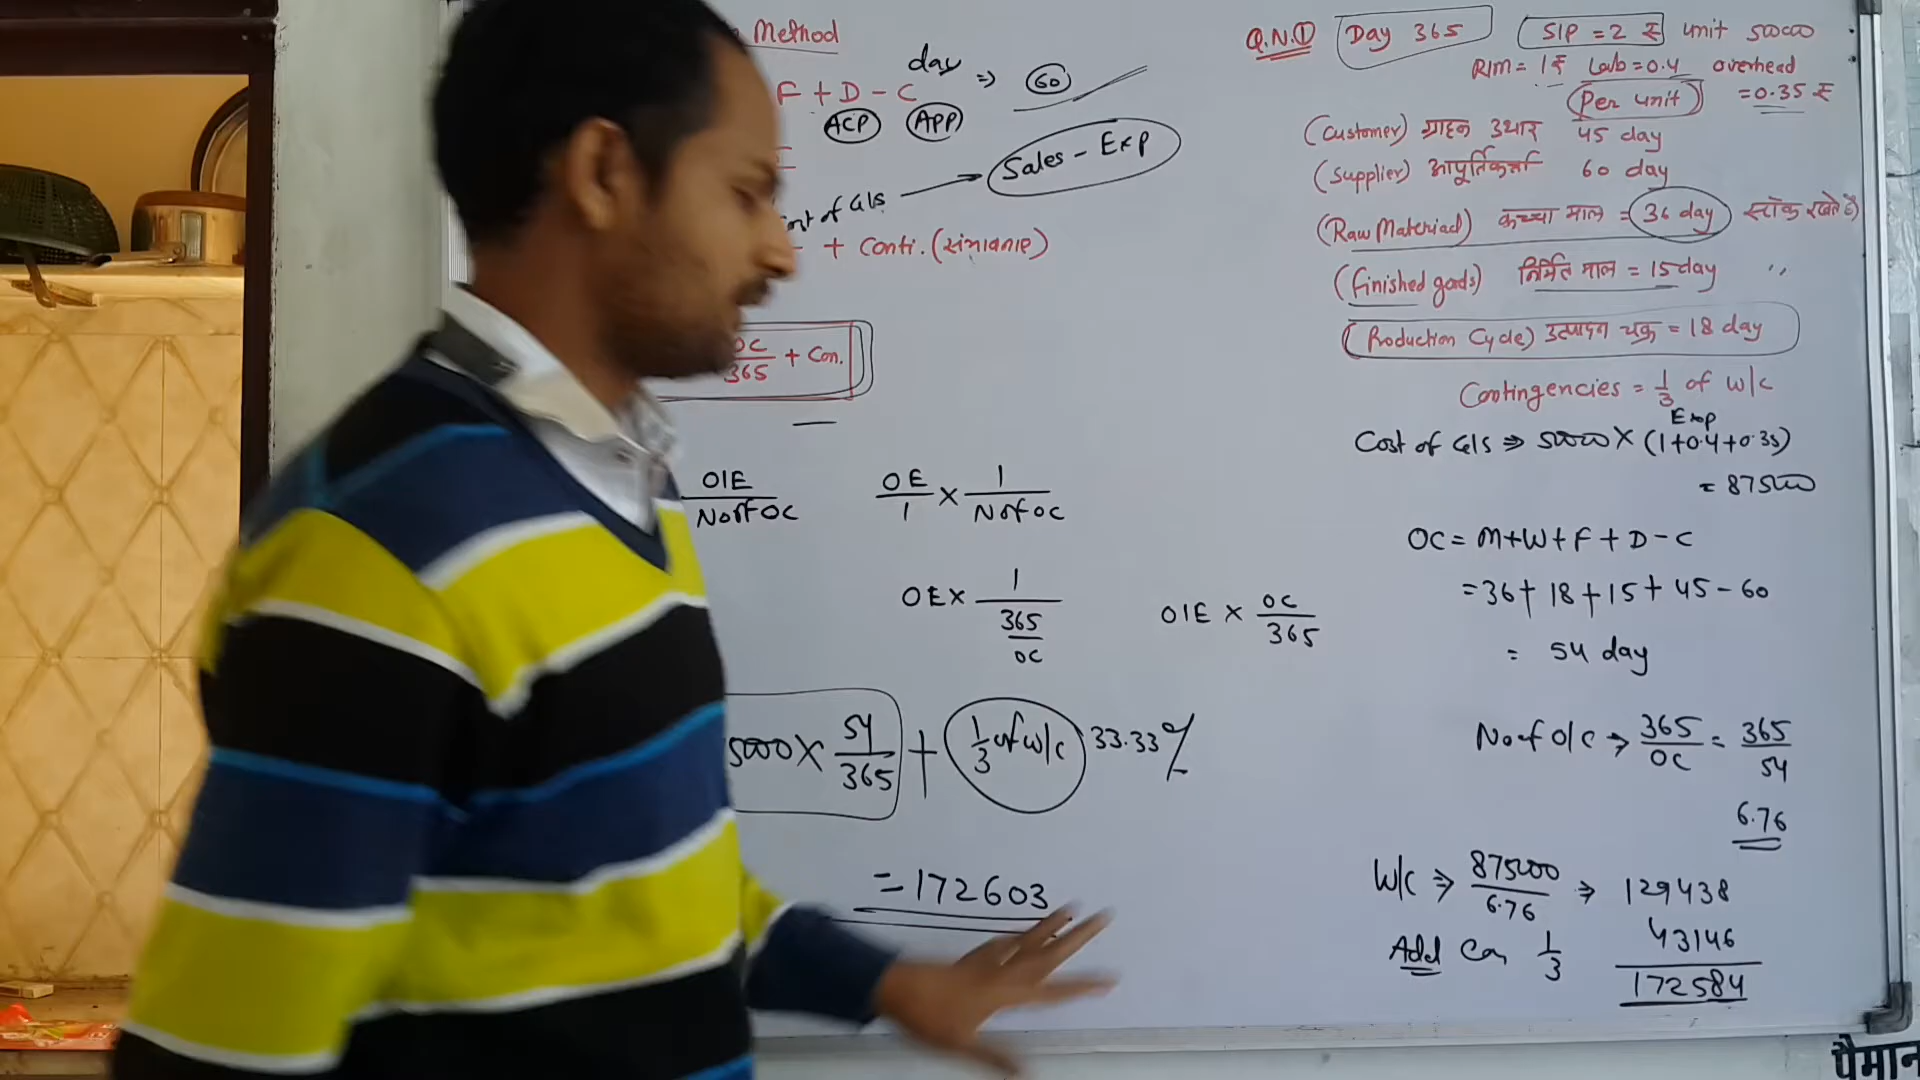 Method
F + D - C day ⇒ 60
ACP APP
Sales - Exp
of G/S
+ Conti. (संभावनाए)
OC/365 + Con.
O/E / No of OC OE/1 × 1/No of OC
OE × 1/(365/OC) O/E × OC/365
5000 × 54/365 + 1/3 of w/c 33.33%
= 172603
Q.N.① Day 365 S/P = 2 ₹ unit 50000
R/m = 1₹ Lab = 0.4 overhead
Per unit = 0.35 ₹
(Customer) ग्राहक उधार 45 day
(Supplier) आपूर्तिकर्ता 60 day
(Raw Material) कच्चा माल = 36 day स्टॉक रखते है)
(finished goods) निर्मित माल = 15 day ,,
(Production Cycle) उत्पादन चक्र = 18 day
Contingencies = 1/3 of w/c
Exp
Cost of G/S ⇒ 50000 × (1+0.4+0.35)
= 87500
OC = M+W+F+D-C
= 36+18+15+45-60
= 54 day
No of O/C → 365/OC = 365/54
6.76
W/C ⇒ 875000/6.76 ⇒ 129438
Add Con 1/3 43146
172584
पैमान